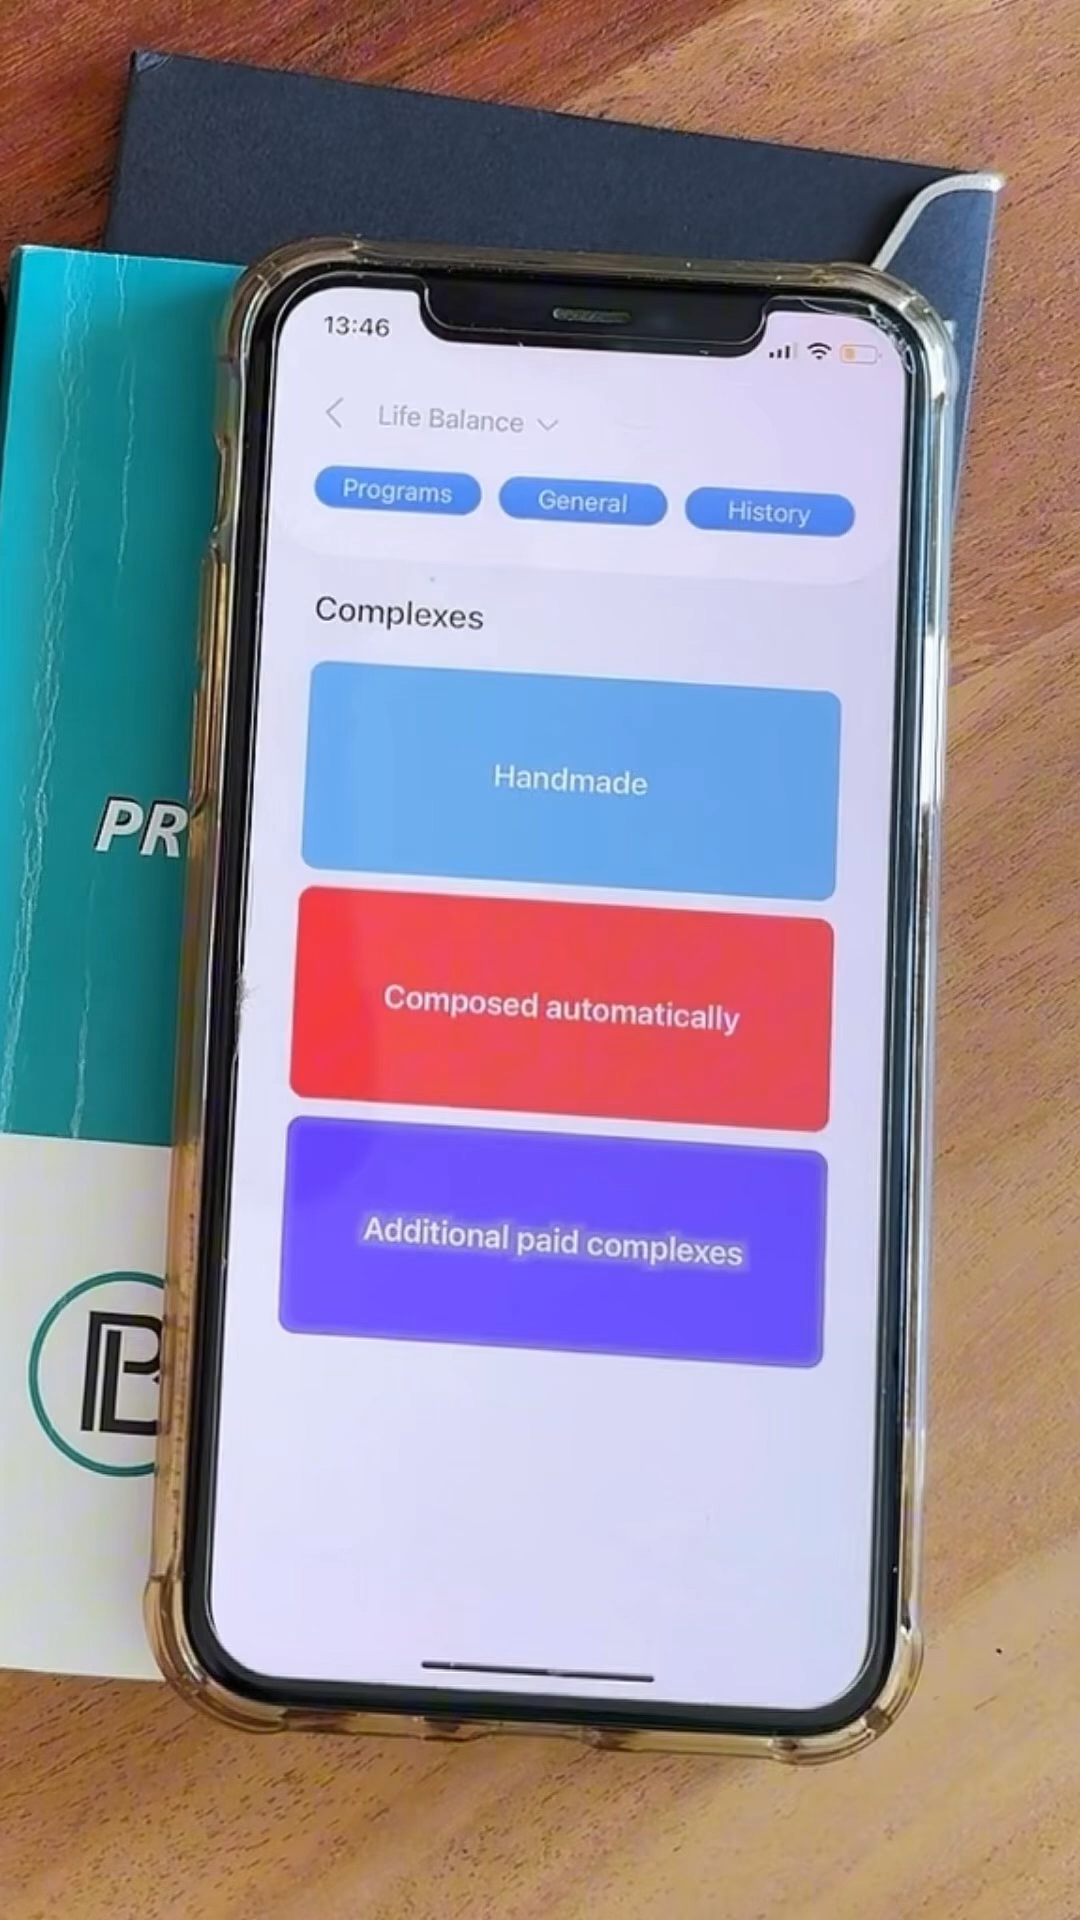 13:46
Life Balance
Programs
General
History
Complexes
Handmade
Composed automatically
Additional paid complexes
PR